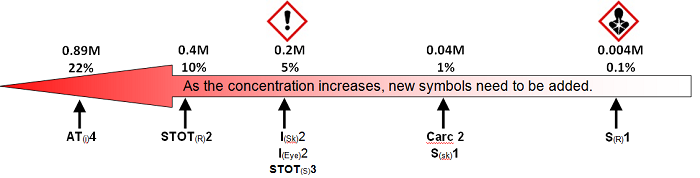 0.89M 0.4M 0.2M 0.04M 0.004M
22% 10% 5% 1% 0.1%
As the concentration increases, new symbols need to be added.
AT(i)4 STOT(R)2 I(Sk)2 Carc 2 S(R)1
I(Eye)2 S(sk)1
STOT(S)3